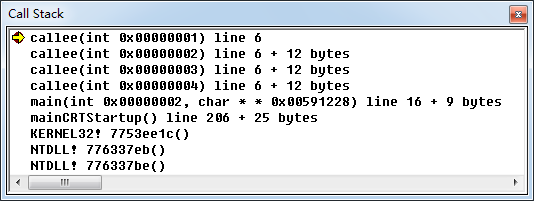 Call Stack
callee(int 0x00000001) line 6
callee(int 0x00000002) line 6 + 12 bytes
callee(int 0x00000003) line 6 + 12 bytes
callee(int 0x00000004) line 6 + 12 bytes
main(int 0x00000002, char * * 0x00591228) line 16 + 9 bytes
mainCRTStartup() line 206 + 25 bytes
KERNEL32! 7753ee1c()
NTDLL! 776337eb()
NTDLL! 776337be()